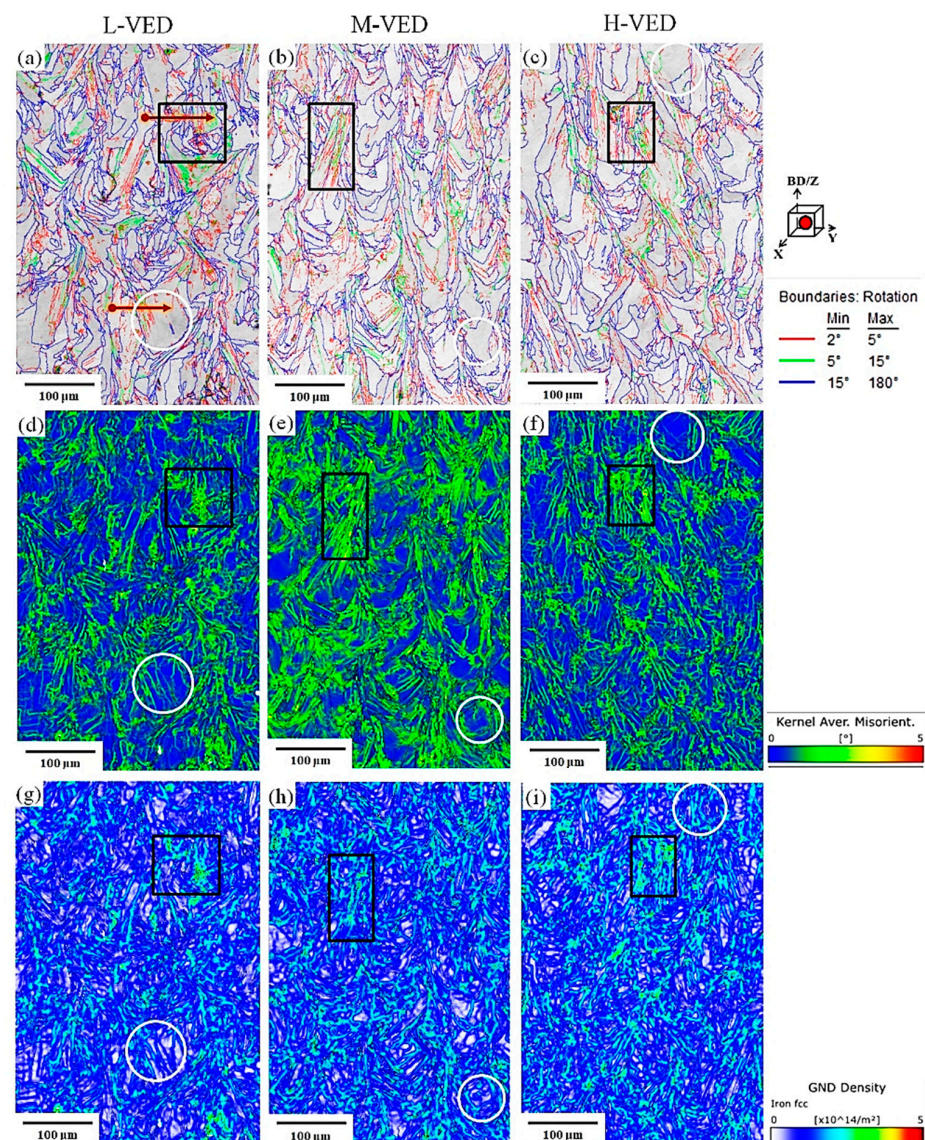 L-VED M-VED H-VED
(a) (b) (c)
BD/Z
X Y
Boundaries: Rotation
Min Max
2° 5°
5° 15°
15° 180°
100 µm 100 µm 100 µm
(d) (e) (f)
Kernel Aver. Misorient.
0 [°] 5
100 µm 100 µm 100 µm
(g) (h) (i)
GND Density
Iron fcc
0 [x10^14/m²] 5
100 µm 100 µm 100 µm